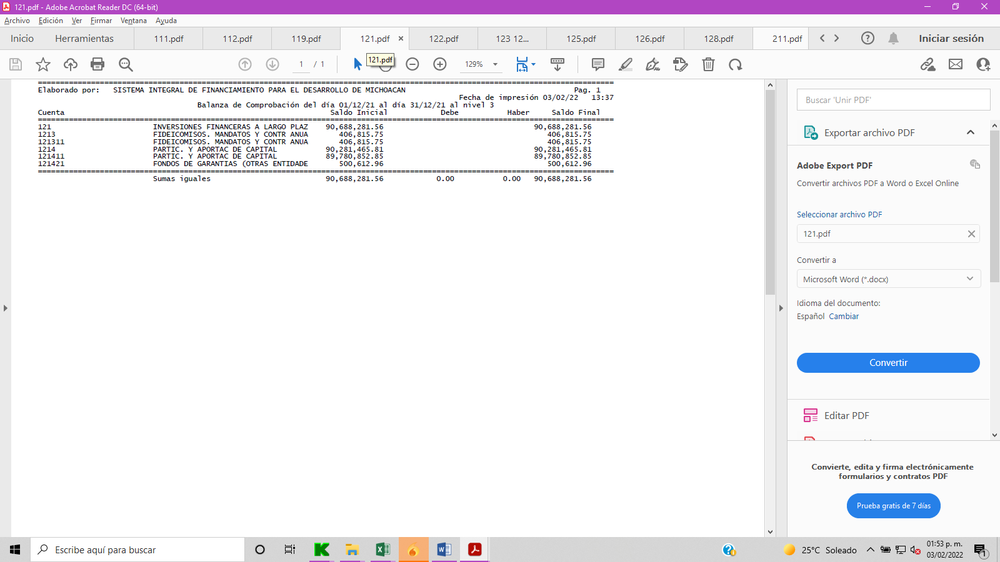 121.pdf - Adobe Acrobat Reader DC (64-bit)
Archivo Edición Ver Firmar Ventana Ayuda
Inicio Herramientas 111.pdf 112.pdf 119.pdf 121.pdf × 122.pdf 123 12... 125.pdf 126.pdf 128.pdf 211.pdf Iniciar sesión
1 / 1 121.pdf 129%
Elaborado por: SISTEMA INTEGRAL DE FINANCIAMIENTO PARA EL DESARROLLO DE MICHOACAN Pag. 1
Fecha de impresión 03/02/22 13:37
Balanza de Comprobación del día 01/12/21 al día 31/12/21 al nivel 3
Cuenta Saldo Inicial Debe Haber Saldo Final
121 INVERSIONES FINANCERAS A LARGO PLAZ 90,688,281.56 90,688,281.56
1213 FIDEICOMISOS. MANDATOS Y CONTR ANUA 406,815.75 406,815.75
121311 FIDEICOMISOS. MANDATOS Y CONTR ANUA 406,815.75 406,815.75
1214 PARTIC. Y APORTAC DE CAPITAL 90,281,465.81 90,281,465.81
121411 PARTIC. Y APORTAC DE CAPITAL 89,780,852.85 89,780,852.85
121421 FONDOS DE GARANTIAS (OTRAS ENTIDADE 500,612.96 500,612.96
Sumas iguales 90,688,281.56 0.00 0.00 90,688,281.56
Buscar 'Unir PDF'
Exportar archivo PDF
Adobe Export PDF
Convertir archivos PDF a Word o Excel Online
Seleccionar archivo PDF
121.pdf
Convertir a
Microsoft Word (*.docx)
Idioma del documento:
Español Cambiar
Convertir
Editar PDF
Convierte, edita y firma electrónicamente
formularios y contratos PDF
Prueba gratis de 7 días
Escribe aquí para buscar
25°C Soleado
01:53 p. m.
03/02/2022
1